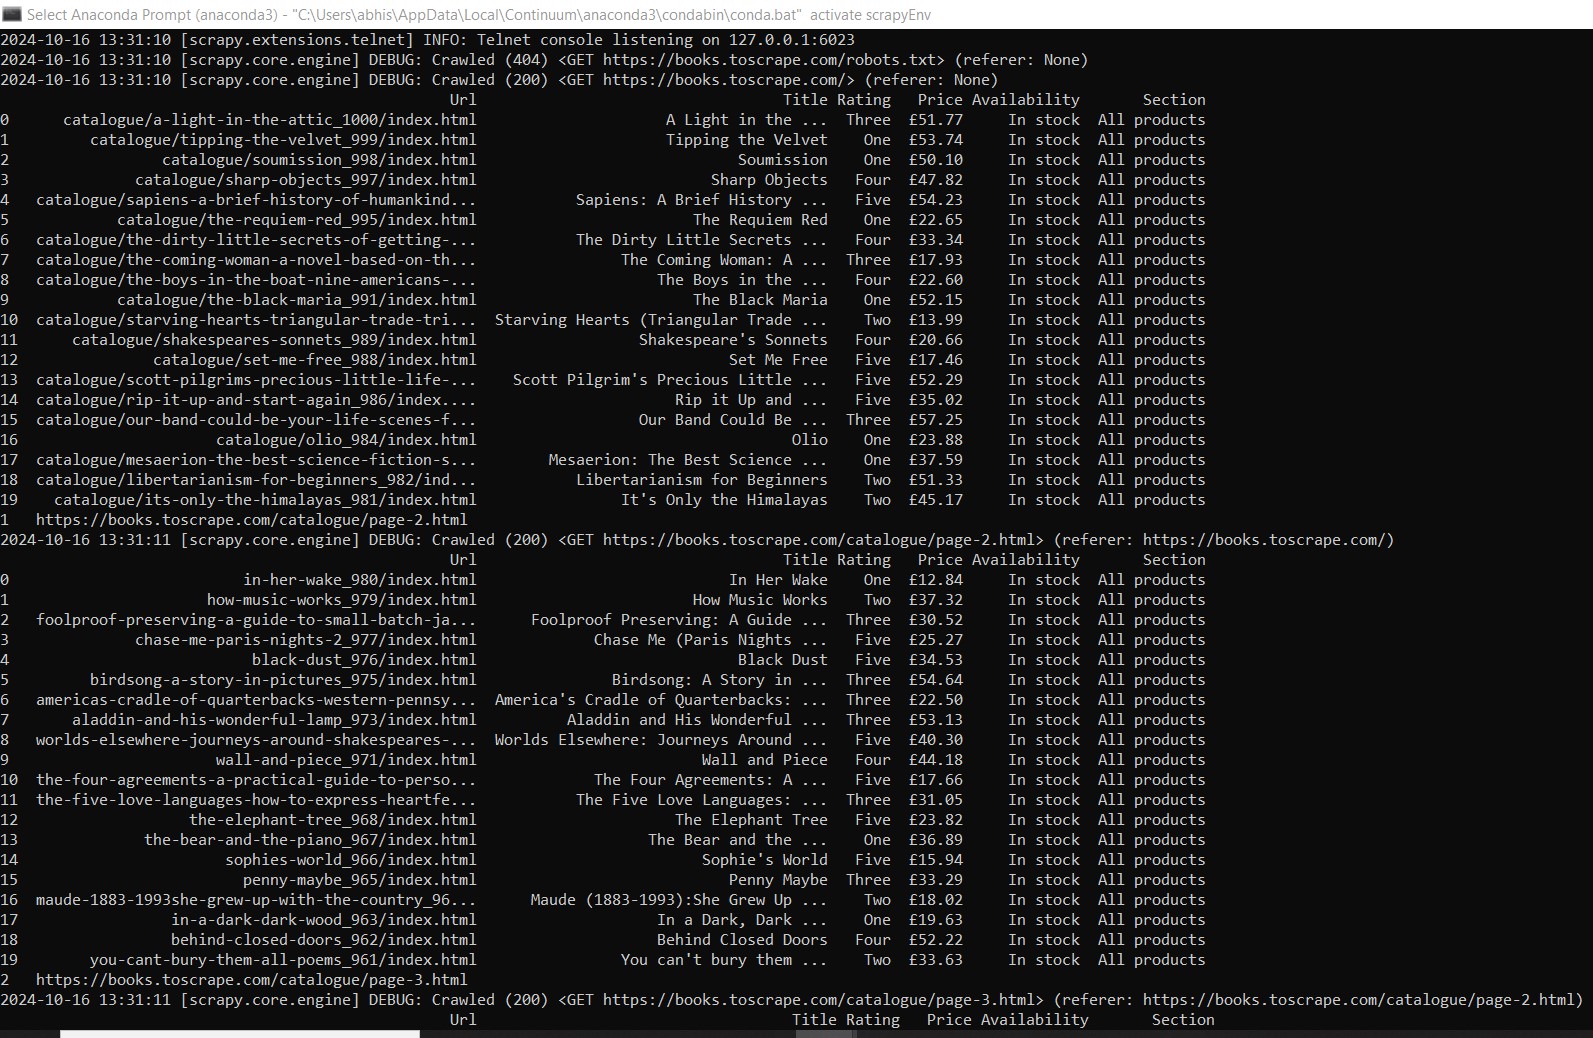 Select Anaconda Prompt (anaconda3) - "C:\Users\abhis\AppData\Local\Continuum\anaconda3\condabin\conda.bat"  activate scrapyEnv
2024-10-16 13:31:10 [scrapy.extensions.telnet] INFO: Telnet console listening on 127.0.0.1:6023
2024-10-16 13:31:10 [scrapy.core.engine] DEBUG: Crawled (404) <GET https://books.toscrape.com/robots.txt> (referer: None)
2024-10-16 13:31:10 [scrapy.core.engine] DEBUG: Crawled (200) <GET https://books.toscrape.com/> (referer: None)
Url Title Rating Price Availability Section
0 catalogue/a-light-in-the-attic_1000/index.html A Light in the ... Three £51.77 In stock All products
1 catalogue/tipping-the-velvet_999/index.html Tipping the Velvet One £53.74 In stock All products
2 catalogue/soumission_998/index.html Soumission One £50.10 In stock All products
3 catalogue/sharp-objects_997/index.html Sharp Objects Four £47.82 In stock All products
4 catalogue/sapiens-a-brief-history-of-humankind... Sapiens: A Brief History ... Five £54.23 In stock All products
5 catalogue/the-requiem-red_995/index.html The Requiem Red One £22.65 In stock All products
6 catalogue/the-dirty-little-secrets-of-getting-... The Dirty Little Secrets ... Four £33.34 In stock All products
7 catalogue/the-coming-woman-a-novel-based-on-th... The Coming Woman: A ... Three £17.93 In stock All products
8 catalogue/the-boys-in-the-boat-nine-americans-... The Boys in the ... Four £22.60 In stock All products
9 catalogue/the-black-maria_991/index.html The Black Maria One £52.15 In stock All products
10 catalogue/starving-hearts-triangular-trade-tri... Starving Hearts (Triangular Trade ... Two £13.99 In stock All products
11 catalogue/shakespeares-sonnets_989/index.html Shakespeare's Sonnets Four £20.66 In stock All products
12 catalogue/set-me-free_988/index.html Set Me Free Five £17.46 In stock All products
13 catalogue/scott-pilgrims-precious-little-life-... Scott Pilgrim's Precious Little ... Five £52.29 In stock All products
14 catalogue/rip-it-up-and-start-again_986/index.... Rip it Up and ... Five £35.02 In stock All products
15 catalogue/our-band-could-be-your-life-scenes-f... Our Band Could Be ... Three £57.25 In stock All products
16 catalogue/olio_984/index.html Olio One £23.88 In stock All products
17 catalogue/mesaerion-the-best-science-fiction-s... Mesaerion: The Best Science ... One £37.59 In stock All products
18 catalogue/libertarianism-for-beginners_982/ind... Libertarianism for Beginners Two £51.33 In stock All products
19 catalogue/its-only-the-himalayas_981/index.html It's Only the Himalayas Two £45.17 In stock All products
1 https://books.toscrape.com/catalogue/page-2.html
2024-10-16 13:31:11 [scrapy.core.engine] DEBUG: Crawled (200) <GET https://books.toscrape.com/catalogue/page-2.html> (referer: https://books.toscrape.com/)
Url Title Rating Price Availability Section
0 in-her-wake_980/index.html In Her Wake One £12.84 In stock All products
1 how-music-works_979/index.html How Music Works Two £37.32 In stock All products
2 foolproof-preserving-a-guide-to-small-batch-ja... Foolproof Preserving: A Guide ... Three £30.52 In stock All products
3 chase-me-paris-nights-2_977/index.html Chase Me (Paris Nights ... Five £25.27 In stock All products
4 black-dust_976/index.html Black Dust Five £34.53 In stock All products
5 birdsong-a-story-in-pictures_975/index.html Birdsong: A Story in ... Three £54.64 In stock All products
6 americas-cradle-of-quarterbacks-western-pennsy... America's Cradle of Quarterbacks: ... Three £22.50 In stock All products
7 aladdin-and-his-wonderful-lamp_973/index.html Aladdin and His Wonderful ... Three £53.13 In stock All products
8 worlds-elsewhere-journeys-around-shakespeares-... Worlds Elsewhere: Journeys Around ... Five £40.30 In stock All products
9 wall-and-piece_971/index.html Wall and Piece Four £44.18 In stock All products
10 the-four-agreements-a-practical-guide-to-perso... The Four Agreements: A ... Five £17.66 In stock All products
11 the-five-love-languages-how-to-express-heartfe... The Five Love Languages: ... Three £31.05 In stock All products
12 the-elephant-tree_968/index.html The Elephant Tree Five £23.82 In stock All products
13 the-bear-and-the-piano_967/index.html The Bear and the ... One £36.89 In stock All products
14 sophies-world_966/index.html Sophie's World Five £15.94 In stock All products
15 penny-maybe_965/index.html Penny Maybe Three £33.29 In stock All products
16 maude-1883-1993she-grew-up-with-the-country_96... Maude (1883-1993):She Grew Up ... Two £18.02 In stock All products
17 in-a-dark-dark-wood_963/index.html In a Dark, Dark ... One £19.63 In stock All products
18 behind-closed-doors_962/index.html Behind Closed Doors Four £52.22 In stock All products
19 you-cant-bury-them-all-poems_961/index.html You can't bury them ... Two £33.63 In stock All products
2 https://books.toscrape.com/catalogue/page-3.html
2024-10-16 13:31:11 [scrapy.core.engine] DEBUG: Crawled (200) <GET https://books.toscrape.com/catalogue/page-3.html> (referer: https://books.toscrape.com/catalogue/page-2.html)
Url Title Rating Price Availability Section